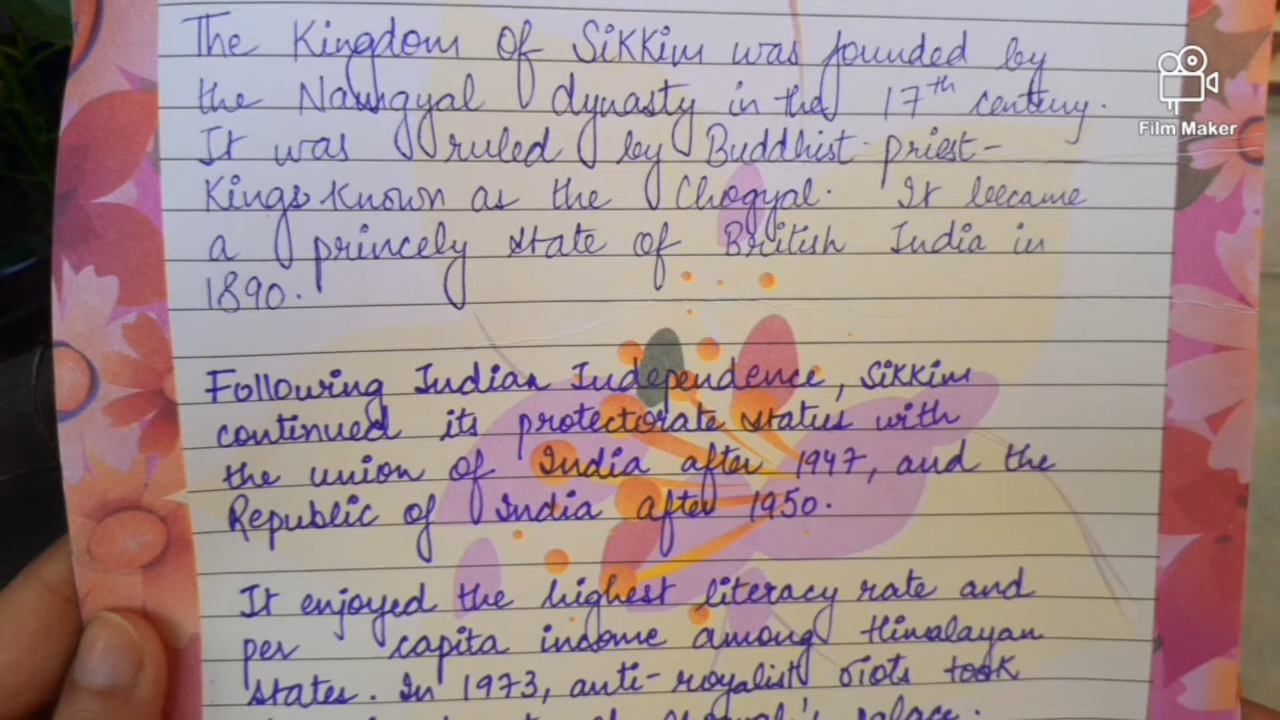 The Kingdom of Sikkim was founded by
the Namgyal dynasty in the 17th century.
It was ruled by Buddhist priest-
Kings known as the Chogyal. It became
a princely state of British India in
1890.
Following Indian Independence, Sikkim
continued its protectorate status with
the union of India after 1947, and the
Republic of India after 1950.
It enjoyed the highest literacy rate and
per capita income among Himalayan
states. In 1973, anti-royalist riots took
palace.
Film Maker